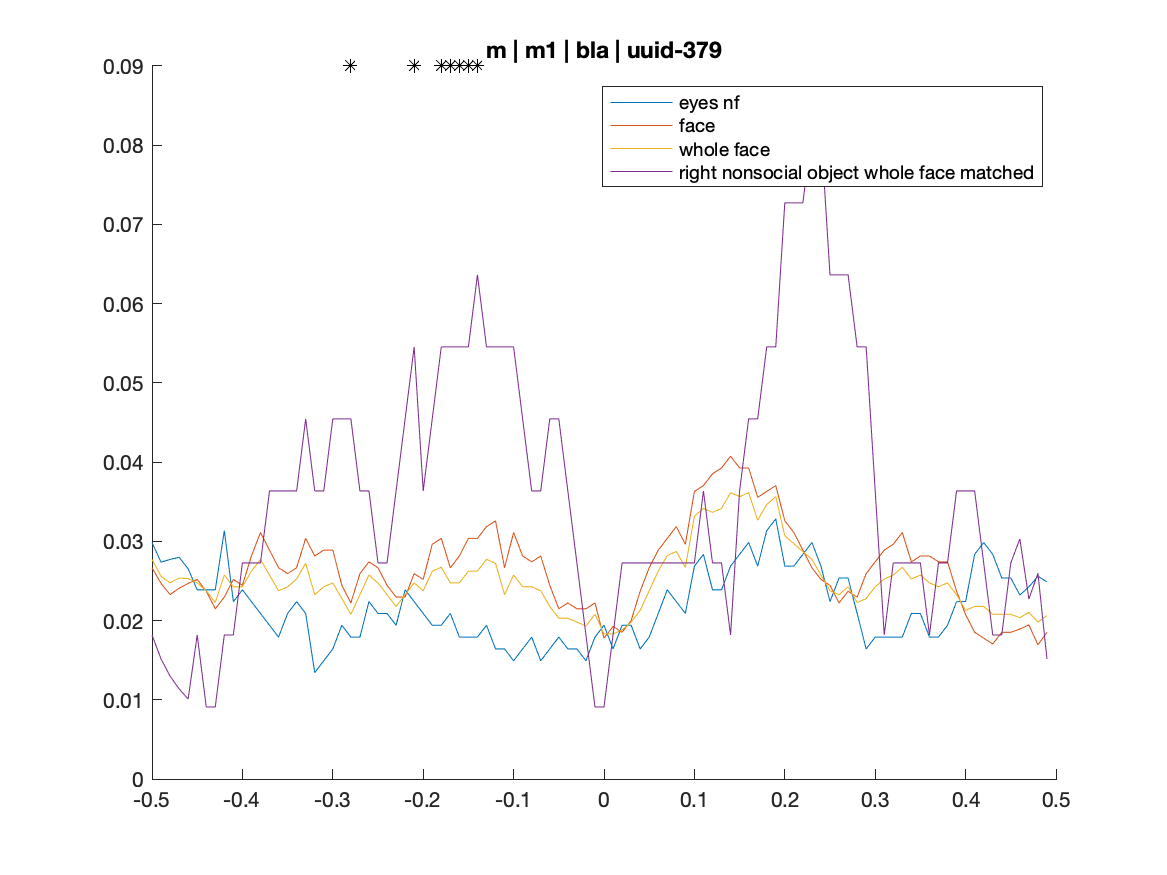 m | m1 | bla | uuid-379
0.09
0.08
0.07
0.06
0.05
0.04
0.03
0.02
0.01
0
eyes nf
face
whole face
right nonsocial object whole face matched
-0.5 -0.4 -0.3 -0.2 -0.1 0 0.1 0.2 0.3 0.4 0.5